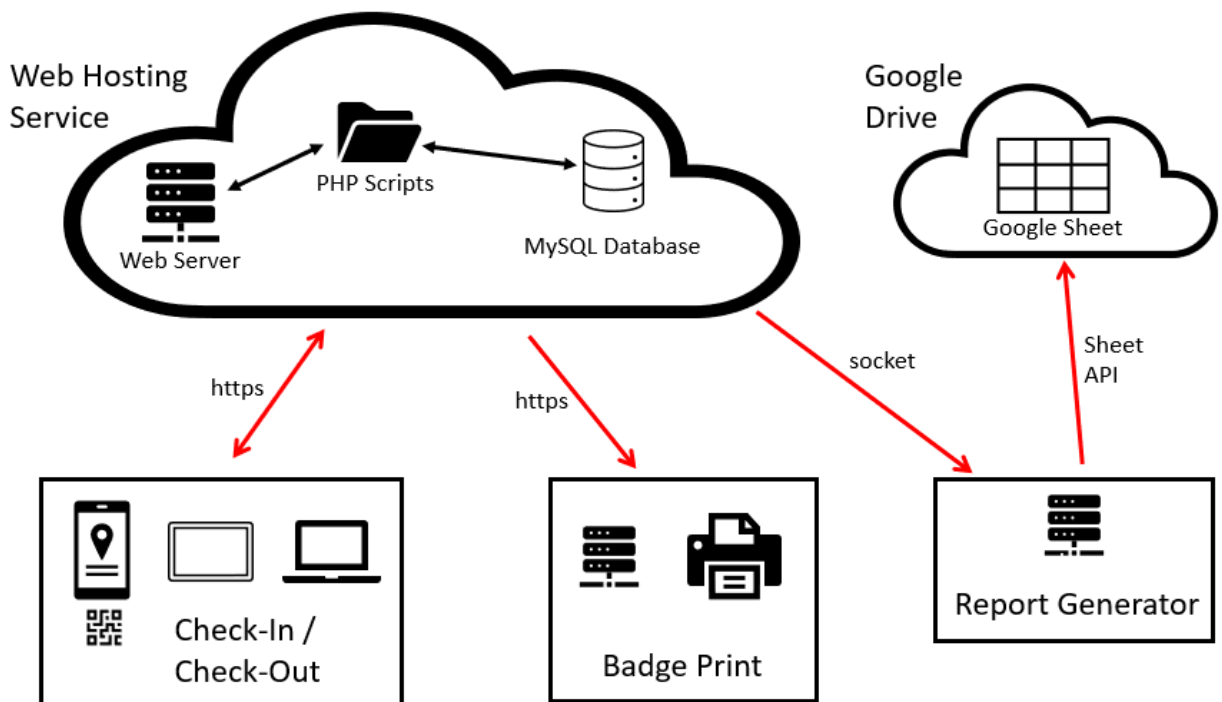 Web Hosting
Service
Google
Drive
PHP Scripts
Web Server
MySQL Database
Google Sheet
https
https
socket
Sheet
API
Check-In /
Check-Out
Badge Print
Report Generator